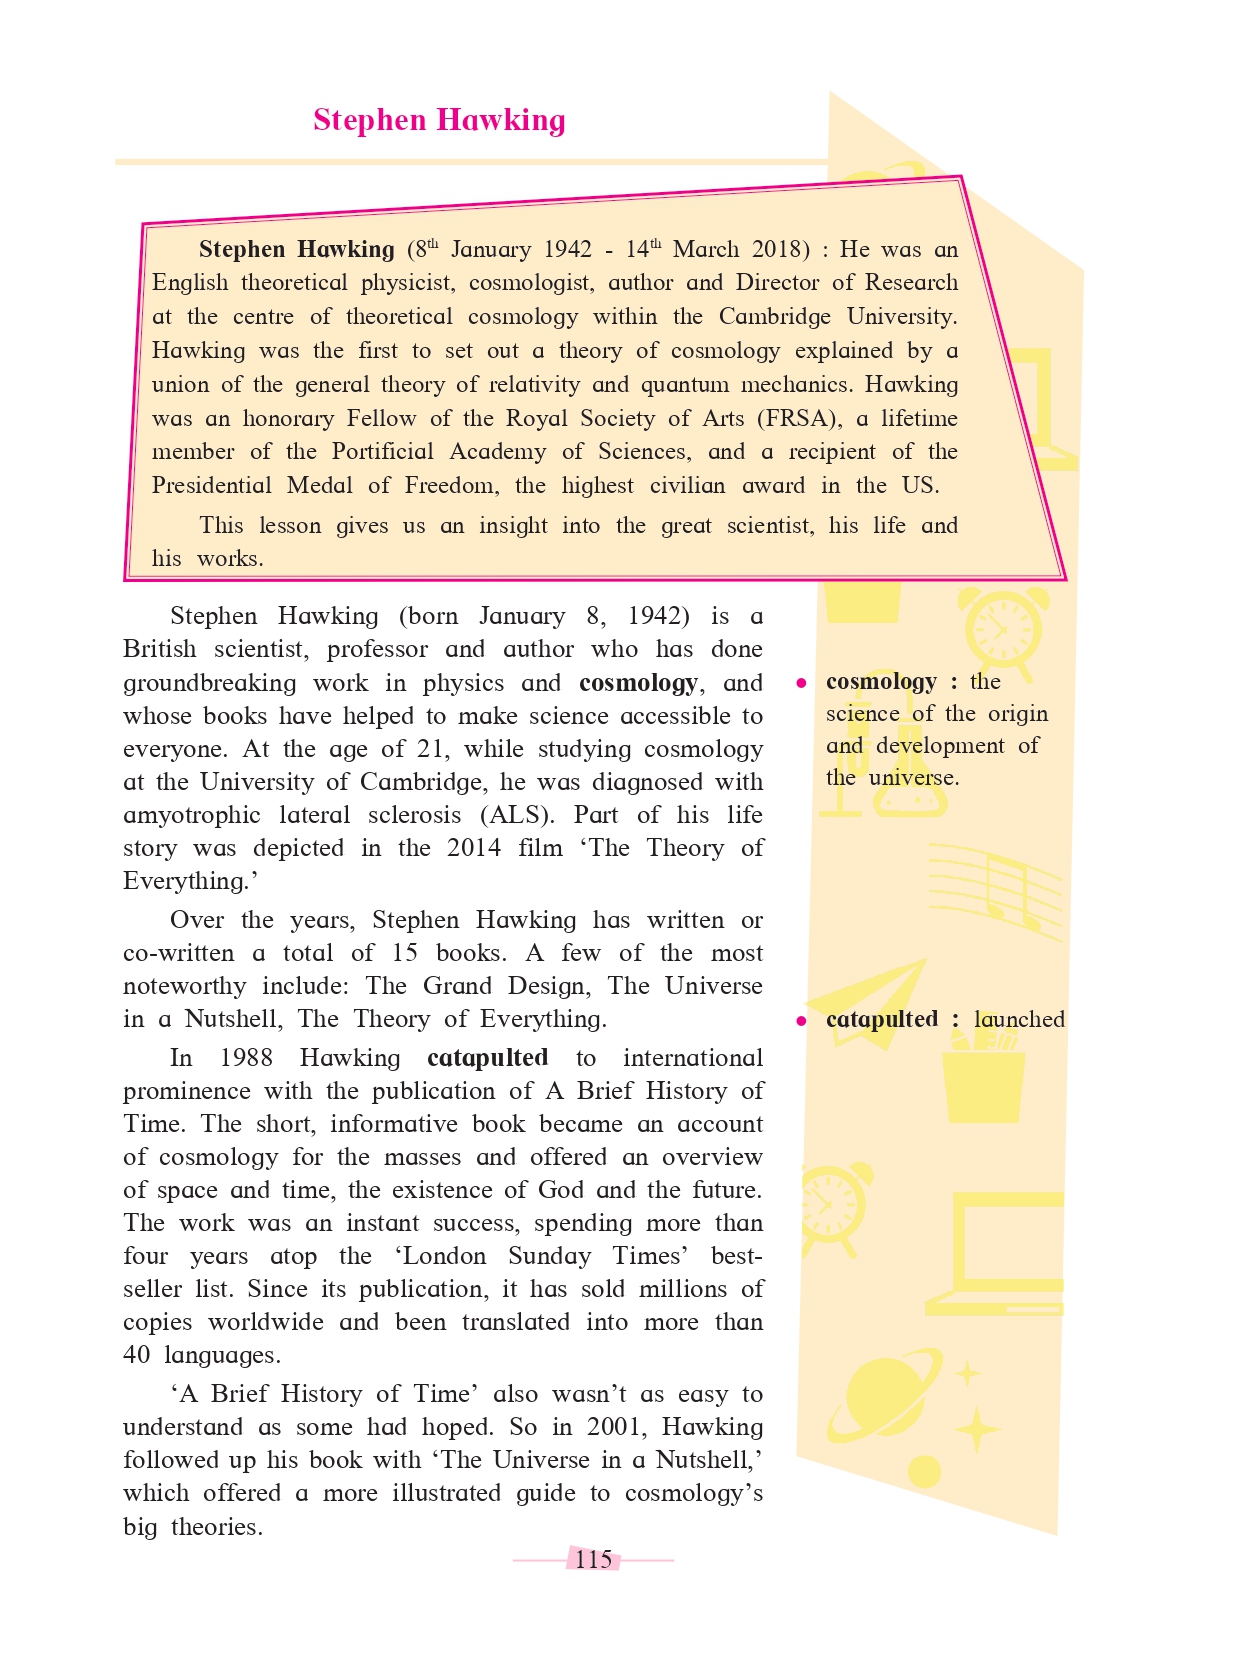 Stephen Hawking
Stephen Hawking (8th January 1942 - 14th March 2018) : He was an
English theoretical physicist, cosmologist, author and Director of Research
at the centre of theoretical cosmology within the Cambridge University.
Hawking was the first to set out a theory of cosmology explained by a
union of the general theory of relativity and quantum mechanics. Hawking
was an honorary Fellow of the Royal Society of Arts (FRSA), a lifetime
member of the Portificial Academy of Sciences, and a recipient of the
Presidential Medal of Freedom, the highest civilian award in the US.
This lesson gives us an insight into the great scientist, his life and
his works.
Stephen Hawking (born January 8, 1942) is a
British scientist, professor and author who has done
groundbreaking work in physics and cosmology, and
whose books have helped to make science accessible to
everyone. At the age of 21, while studying cosmology
at the University of Cambridge, he was diagnosed with
amyotrophic lateral sclerosis (ALS). Part of his life
story was depicted in the 2014 film ‘The Theory of
Everything.’
Over the years, Stephen Hawking has written or
co-written a total of 15 books. A few of the most
noteworthy include: The Grand Design, The Universe
in a Nutshell, The Theory of Everything.
In 1988 Hawking catapulted to international
prominence with the publication of A Brief History of
Time. The short, informative book became an account
of cosmology for the masses and offered an overview
of space and time, the existence of God and the future.
The work was an instant success, spending more than
four years atop the ‘London Sunday Times’ best-
seller list. Since its publication, it has sold millions of
copies worldwide and been translated into more than
40 languages.
‘A Brief History of Time’ also wasn’t as easy to
understand as some had hoped. So in 2001, Hawking
followed up his book with ‘The Universe in a Nutshell,’
which offered a more illustrated guide to cosmology’s
big theories.
• cosmology : the
science of the origin
and development of
the universe.
• catapulted : launched
115